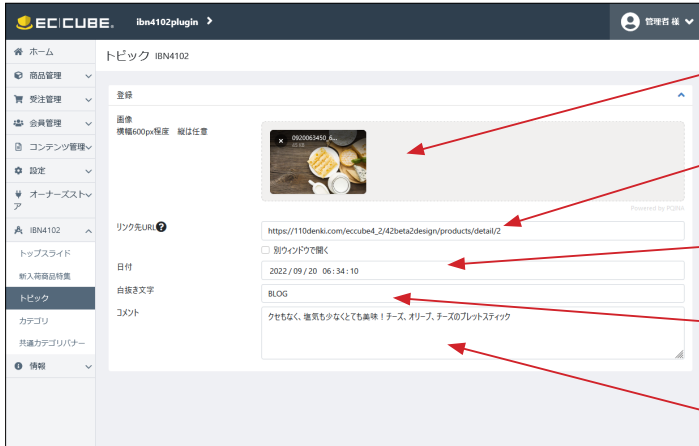 EC CUBE. ibn4102plugin
管理者 様
ホーム
商品管理
受注管理
会員管理
コンテンツ管理
設定
オーナーズストア
IBN4102
トップスライド
新入荷商品特集
トピック
カテゴリ
共通カテゴリバナー
情報
トピック IBN4102
登録
画像
横幅600px程度 縦は任意
0920063450_6...
25 KB
Powered by PQINA
リンク先URL
https://110denki.com/eccube4_2/42beta2design/products/detail/2
別ウィンドウで開く
日付
2022/09/20 06:34:10
白抜き文字
BLOG
コメント
クセもなく、塩気も少なくとても美味！チーズ、オリーブ、チーズのブレットスティック